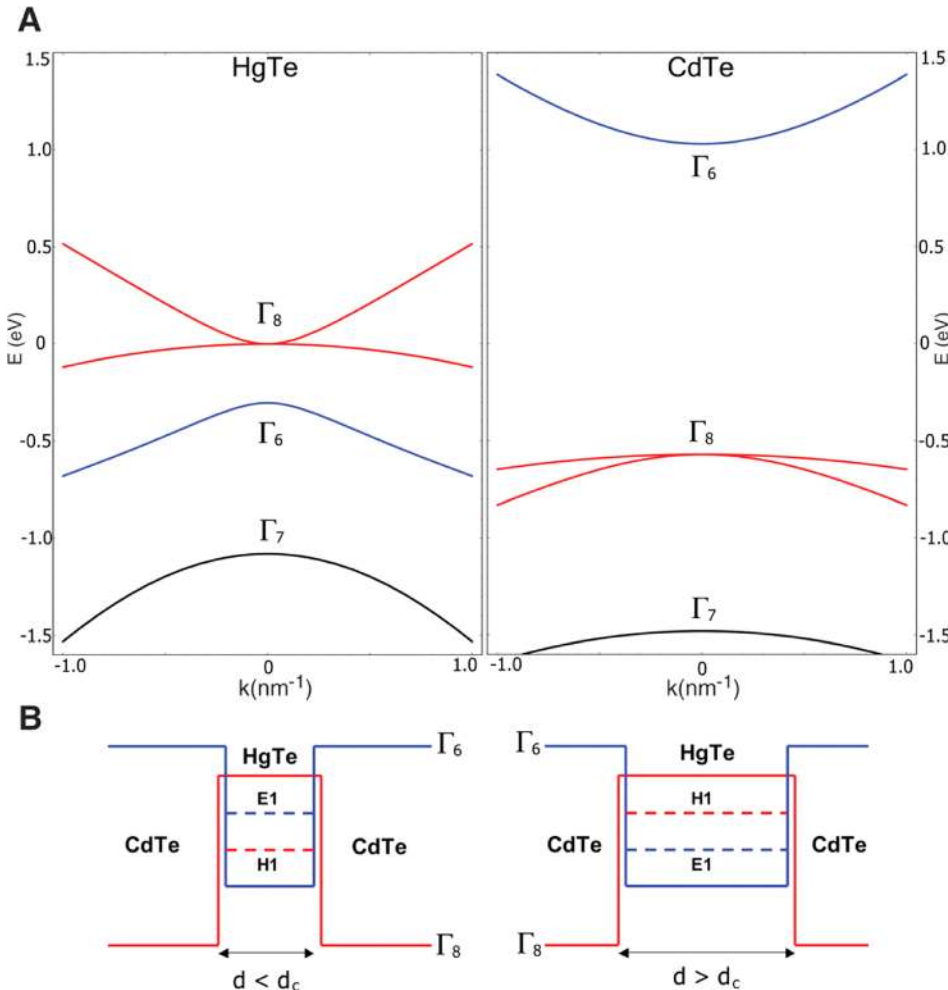 A
HgTe
CdTe
1.5
1.0
0.5
0
-0.5
-1.0
-1.5
E (eV)
Γ8
Γ6
Γ7
-1.0
0
1.0
k(nm⁻¹)
Γ6
Γ8
Γ7
1.5
1.0
0.5
0
-0.5
-1.0
-1.5
E (eV)
-1.0
0
1.0
k(nm⁻¹)
B
HgTe
Γ6
E1
CdTe
CdTe
H1
Γ8
d < dc
Γ6
HgTe
H1
CdTe
CdTe
E1
Γ8
d > dc